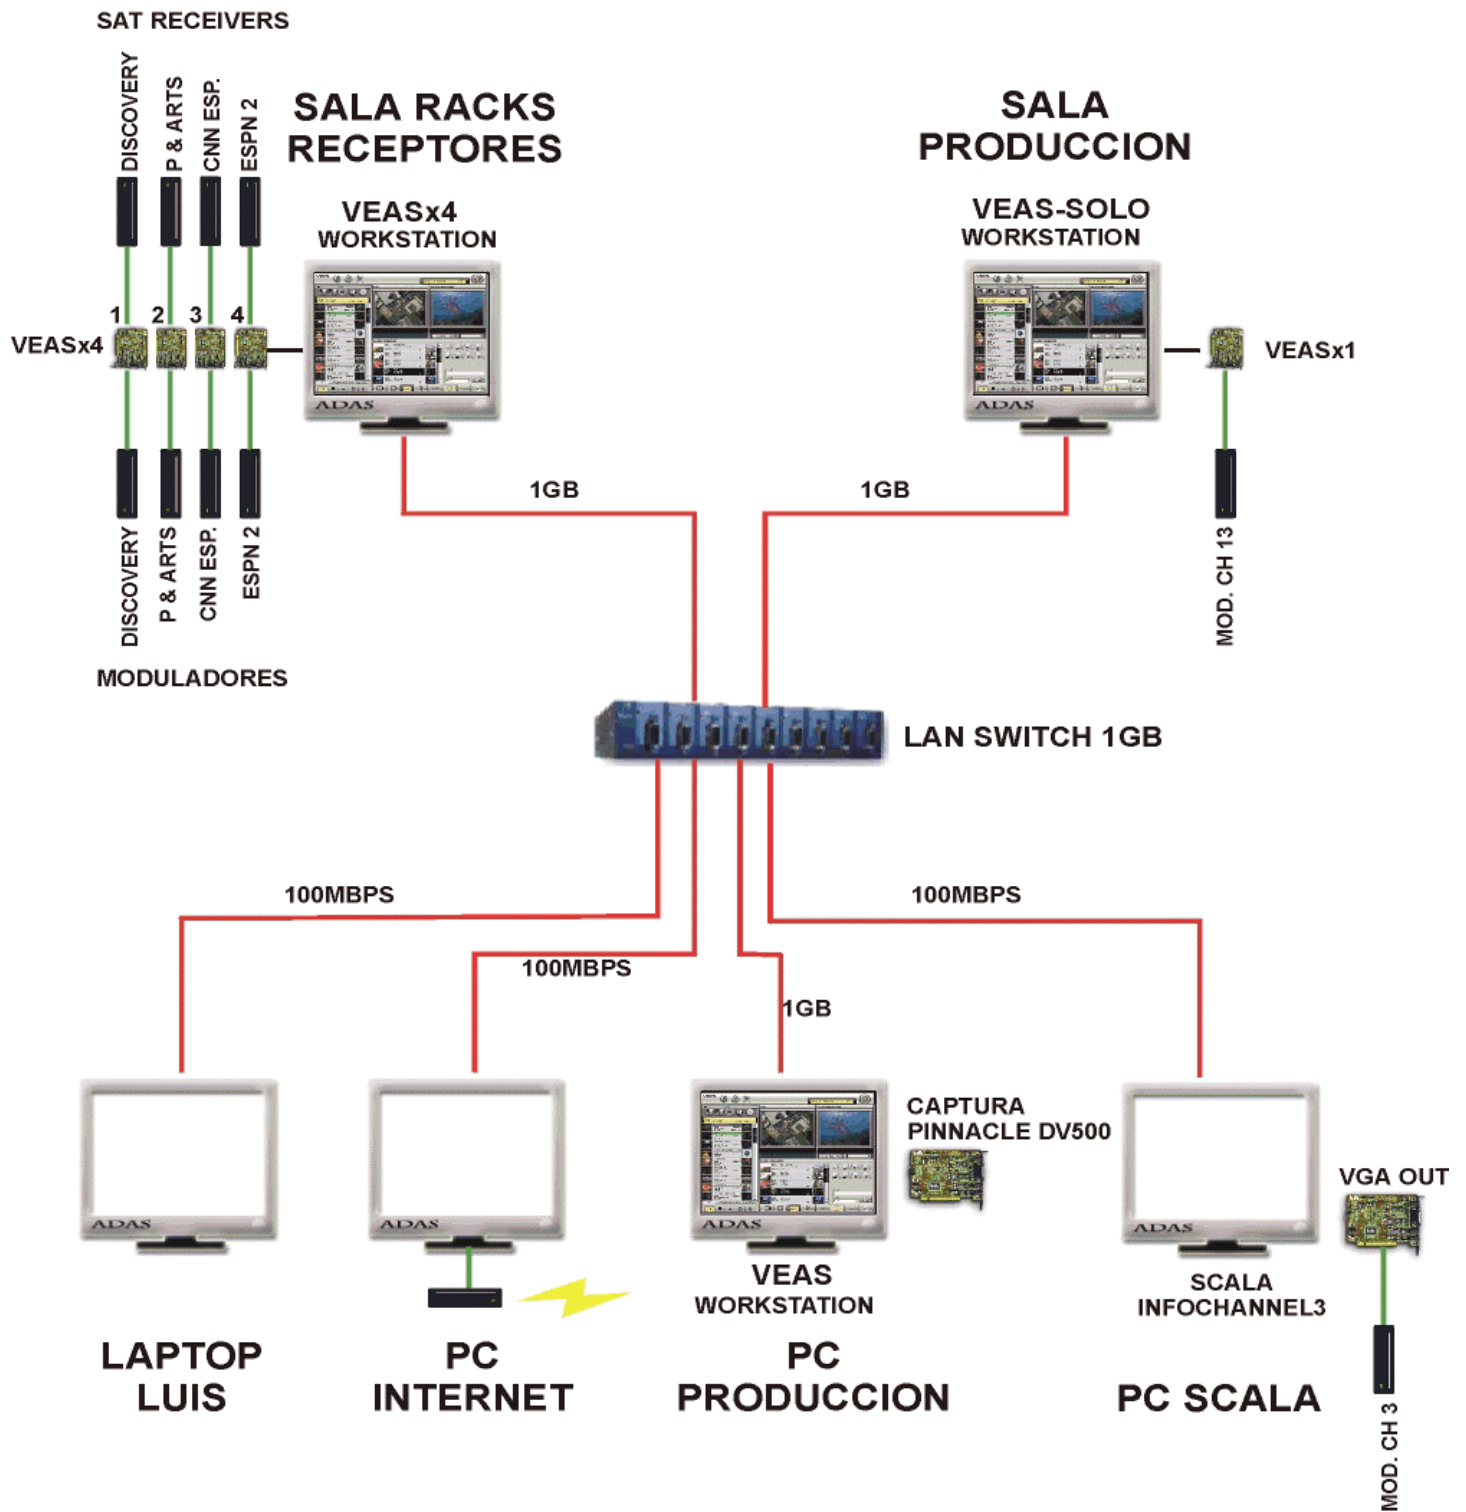 SAT RECEIVERS
DISCOVERY
P & ARTS
CNN ESP.
ESPN 2
SALA RACKS
RECEPTORES
SALA
PRODUCCION
VEASx4
WORKSTATION
VEAS-SOLO
WORKSTATION
1
2
3
4
VEASx4
ADAS
ADAS
VEASx1
1GB
1GB
DISCOVERY
P & ARTS
CNN ESP.
ESPN 2
MOD. CH 13
MODULADORES
LAN SWITCH 1GB
100MBPS
100MBPS
100MBPS
1GB
CAPTURA
PINNACLE DV500
VGA OUT
ADAS
ADAS
ADAS
ADAS
VEAS
WORKSTATION
SCALA
INFOCHANNEL3
LAPTOP
LUIS
PC
INTERNET
PC
PRODUCCION
PC SCALA
MOD. CH 3